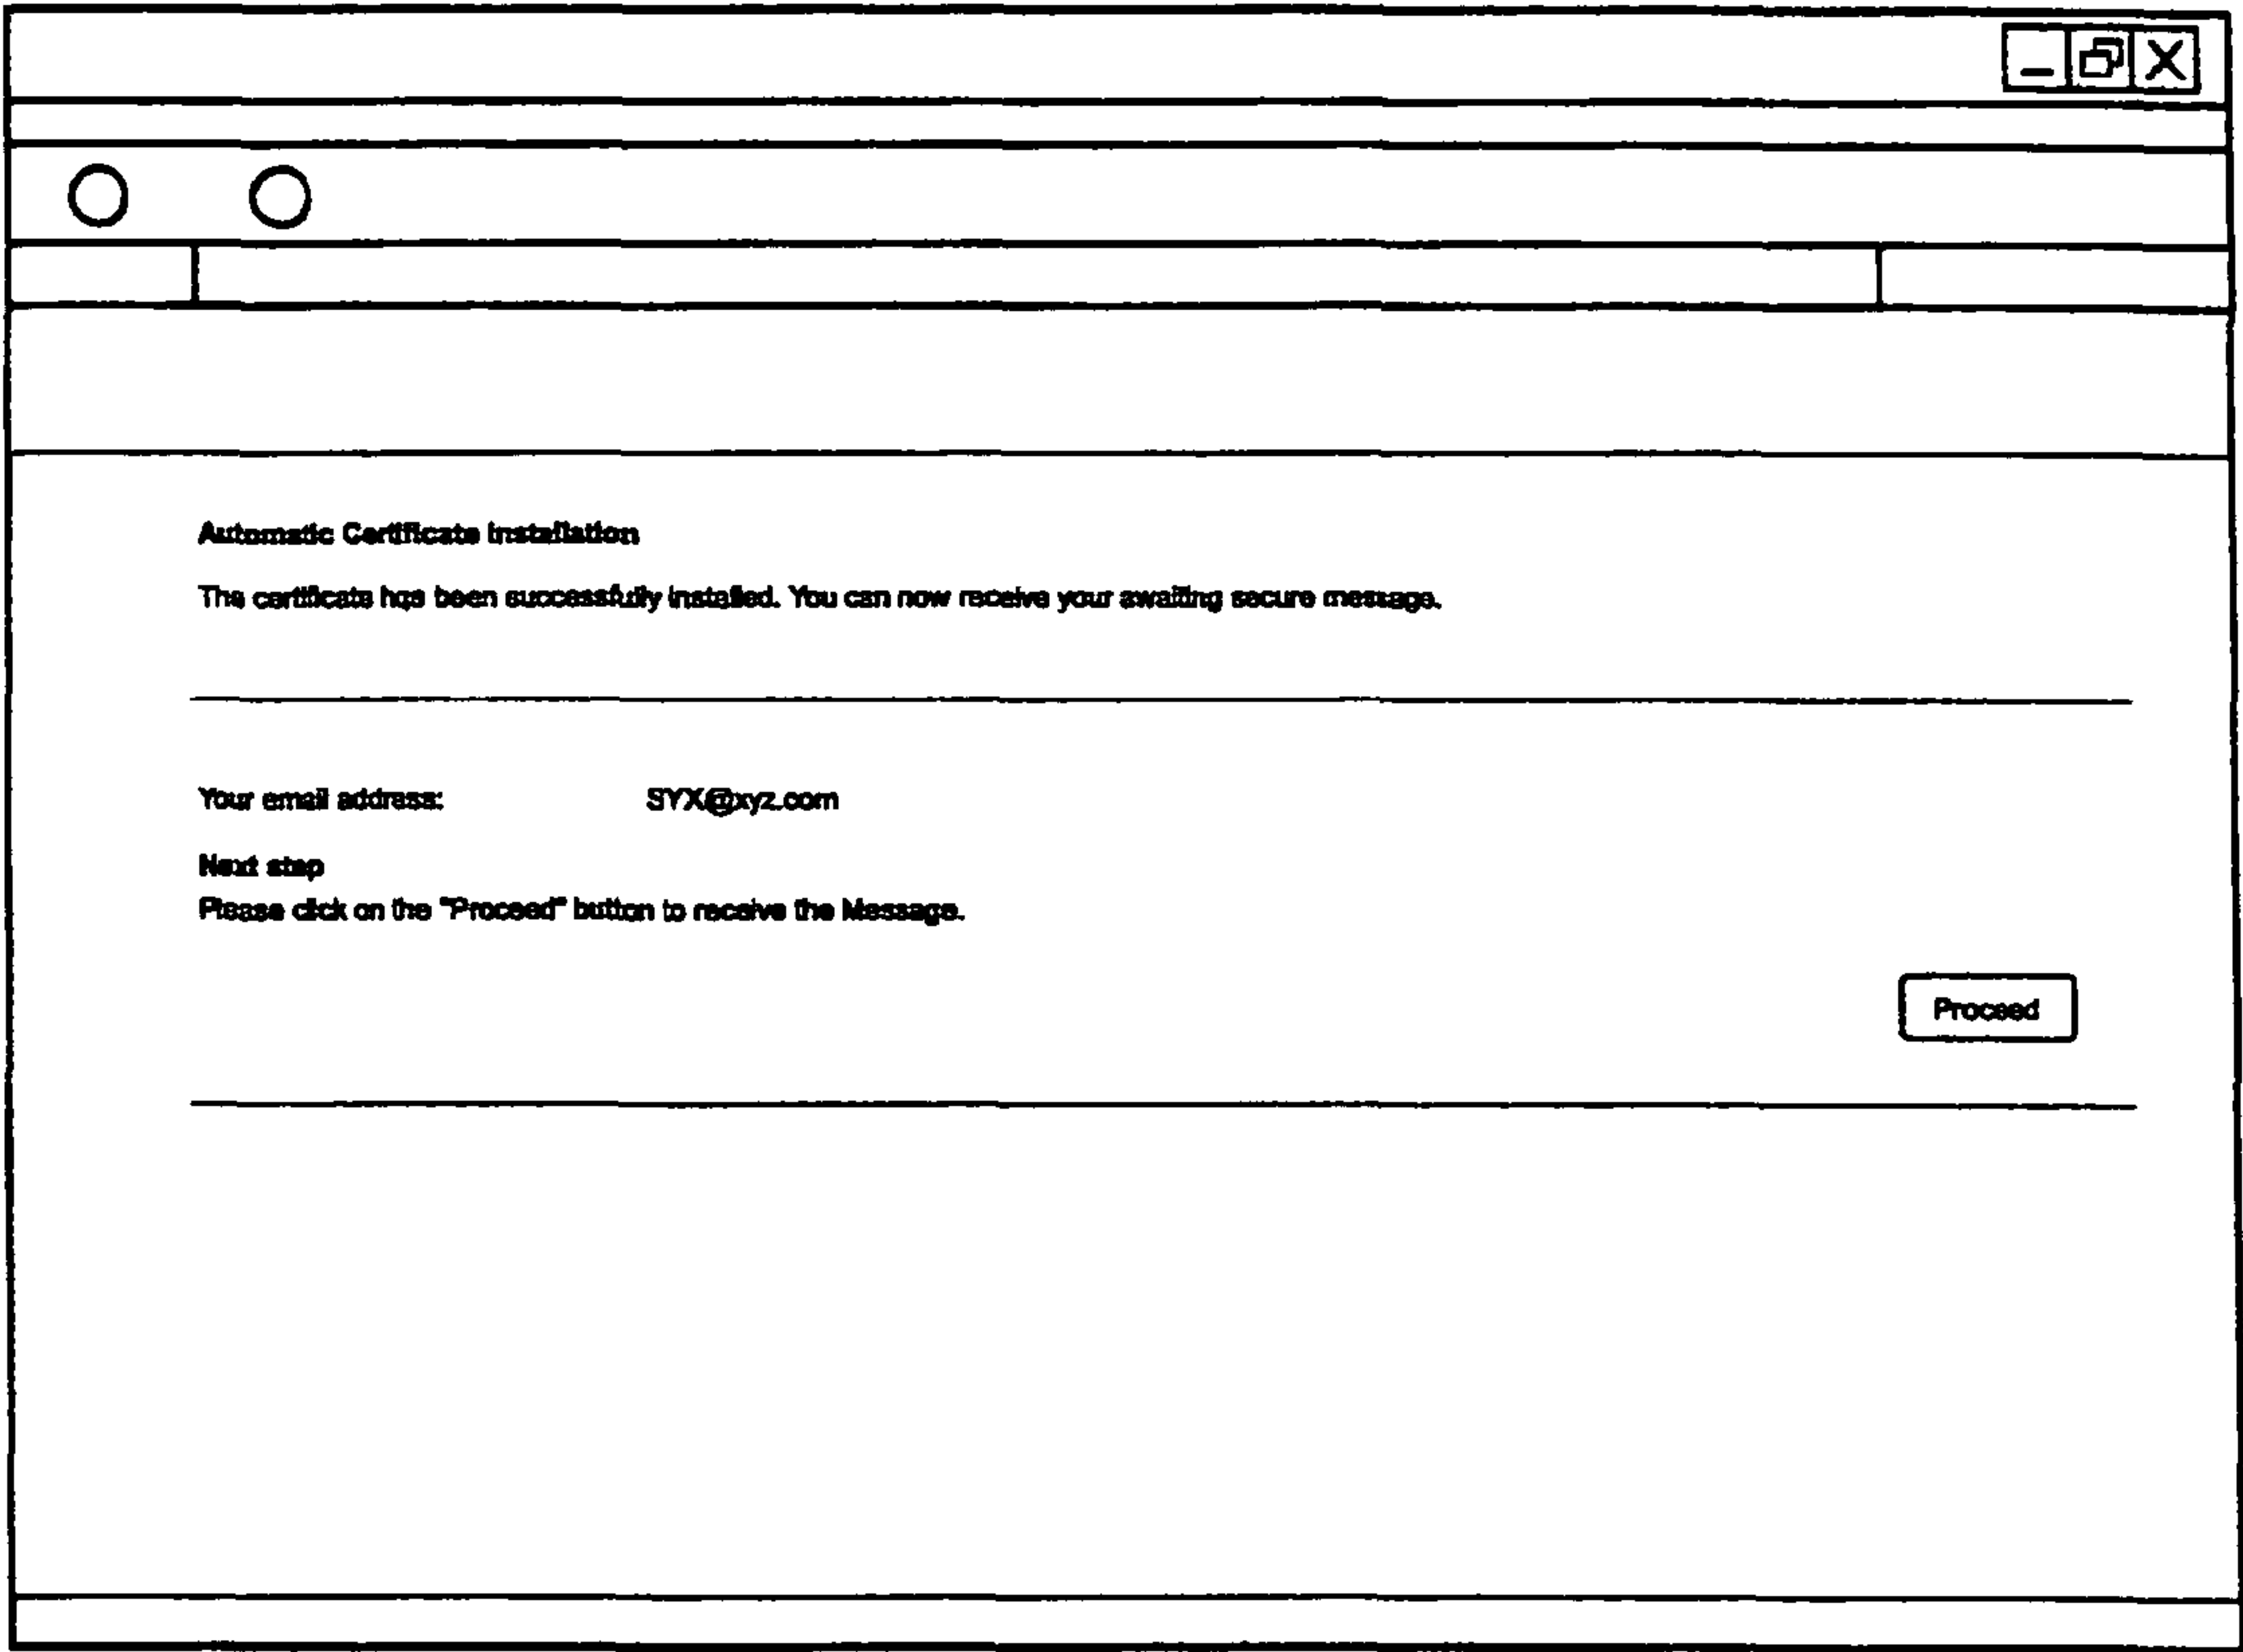 Automatic Certificate Installation
The certificate has been successfully installed. You can now receive your awaiting secure message.
Your email address: SYX@xyz.com
Next step
Please click on the "Proceed" button to receive the Message.
Proceed